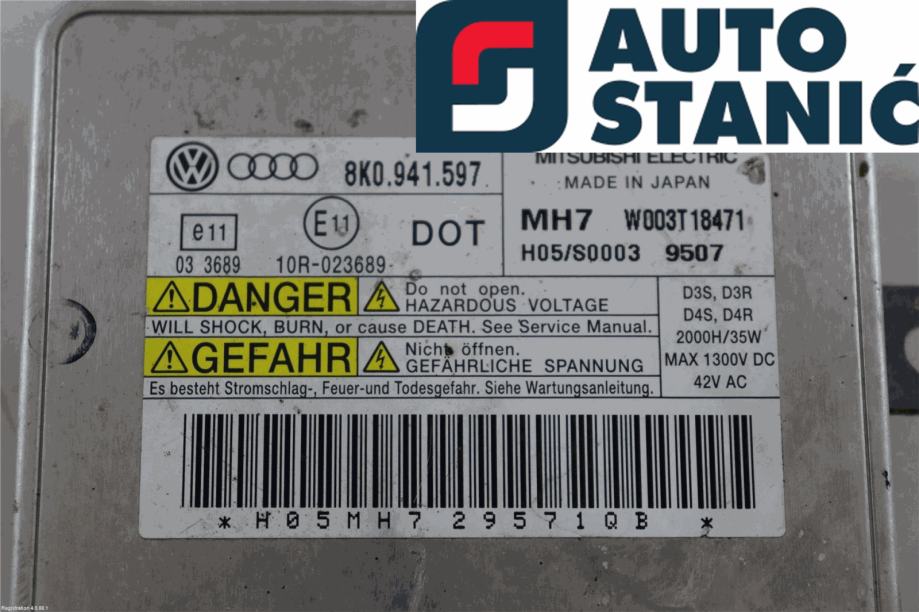 AUTO
STANIĆ
8K0.941.597
MITSUBISHI ELECTRIC
MADE IN JAPAN
MH7 W003T18471
H05/S0003 9507
e11
E11
DOT
03 3689
10R-023689
DANGER
Do not open.
HAZARDOUS VOLTAGE
WILL SHOCK, BURN, or cause DEATH. See Service Manual.
GEFAHR
Nicht öffnen.
GEFÄHRLICHE SPANNUNG
Es besteht Stromschlag-, Feuer-und Todesgefahr. Siehe Wartungsanleitung.
D3S, D3R
D4S, D4R
2000H/35W
MAX 1300V DC
42V AC
* H05MH7 29571QB *